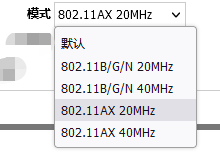 模式 802.11AX 20MHz
默认
802.11B/G/N 20MHz
802.11B/G/N 40MHz
802.11AX 20MHz
802.11AX 40MHz